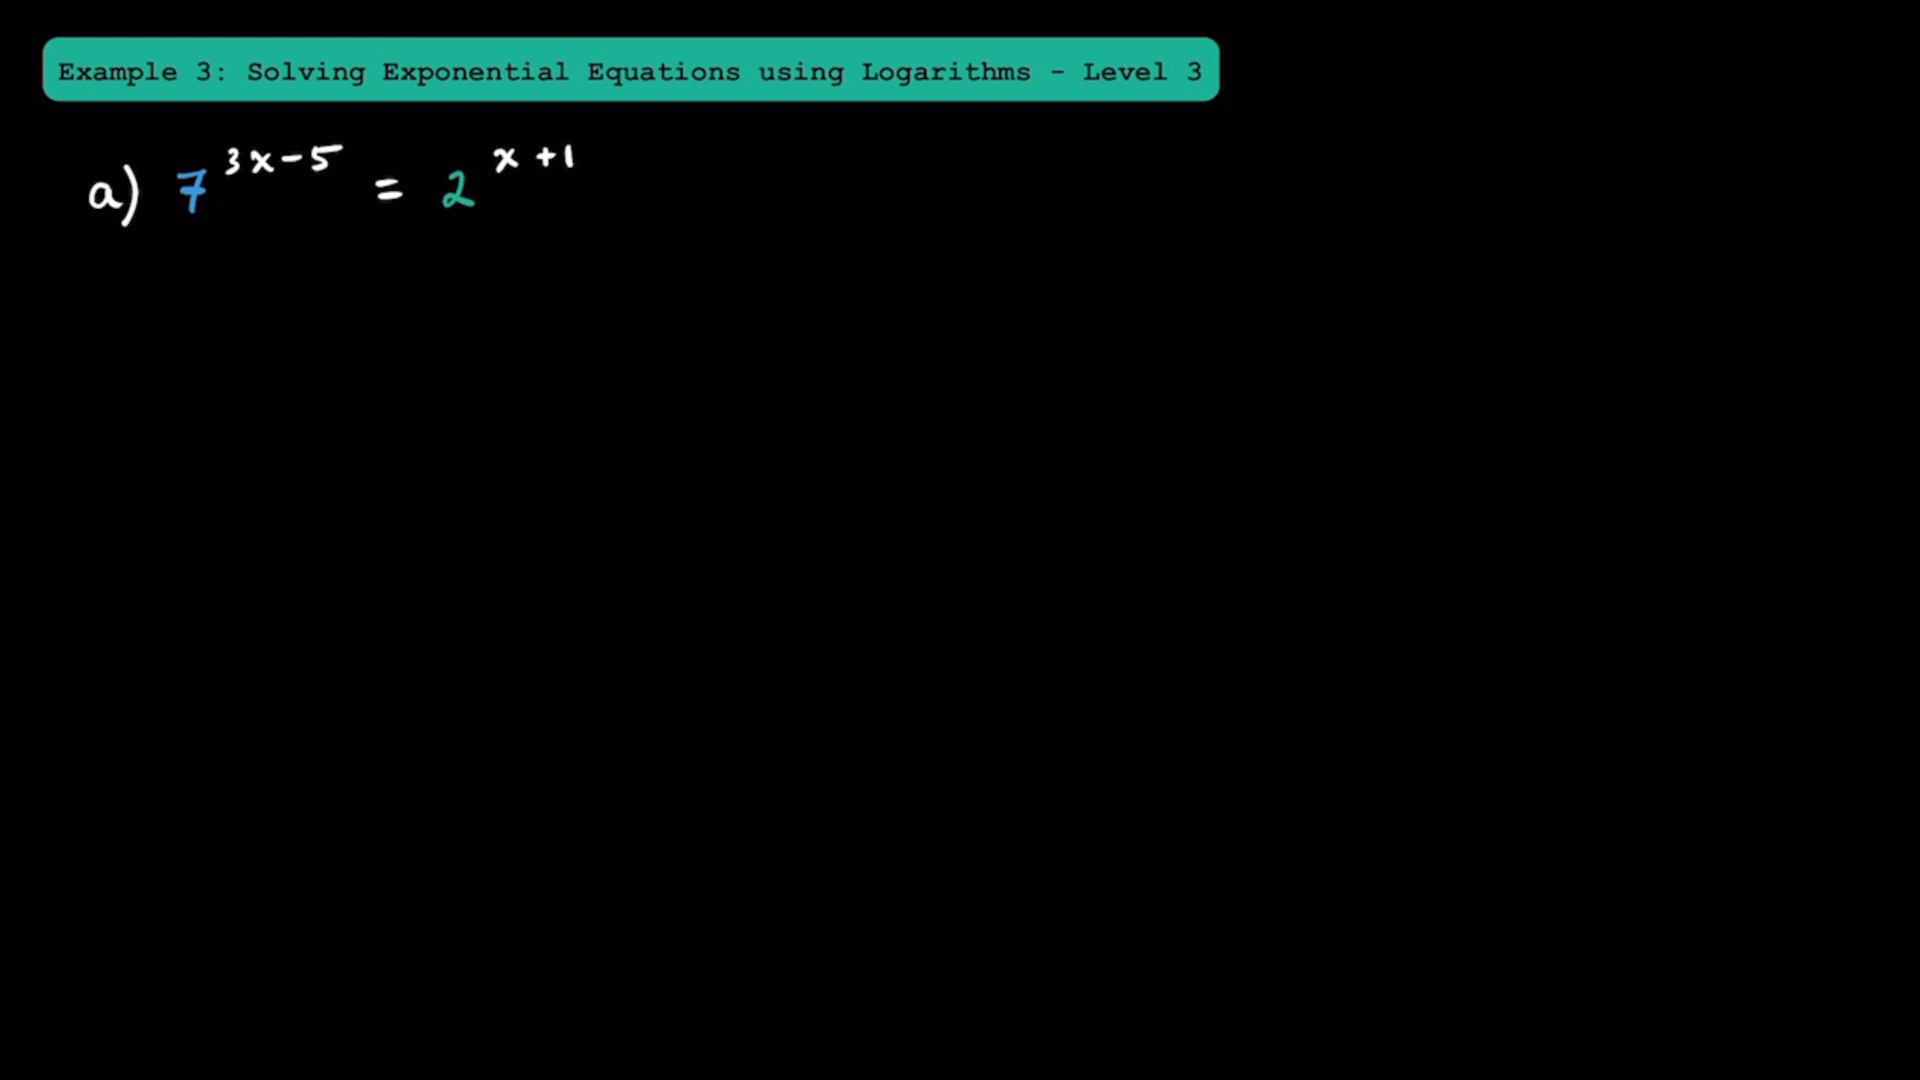 Example 3: Solving Exponential Equations using Logarithms - Level 3
a) 7^{3x-5} = 2^{x+1}